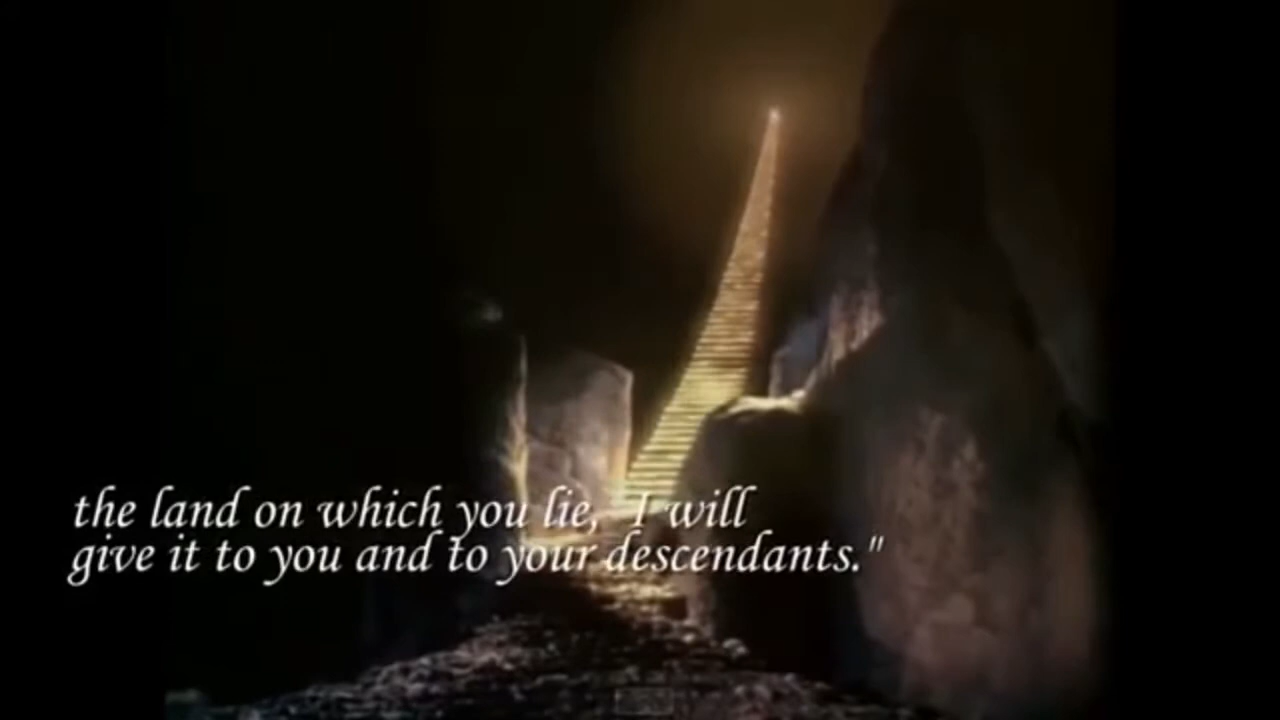 the land on which you lie, I will
give it to you and to your descendants."